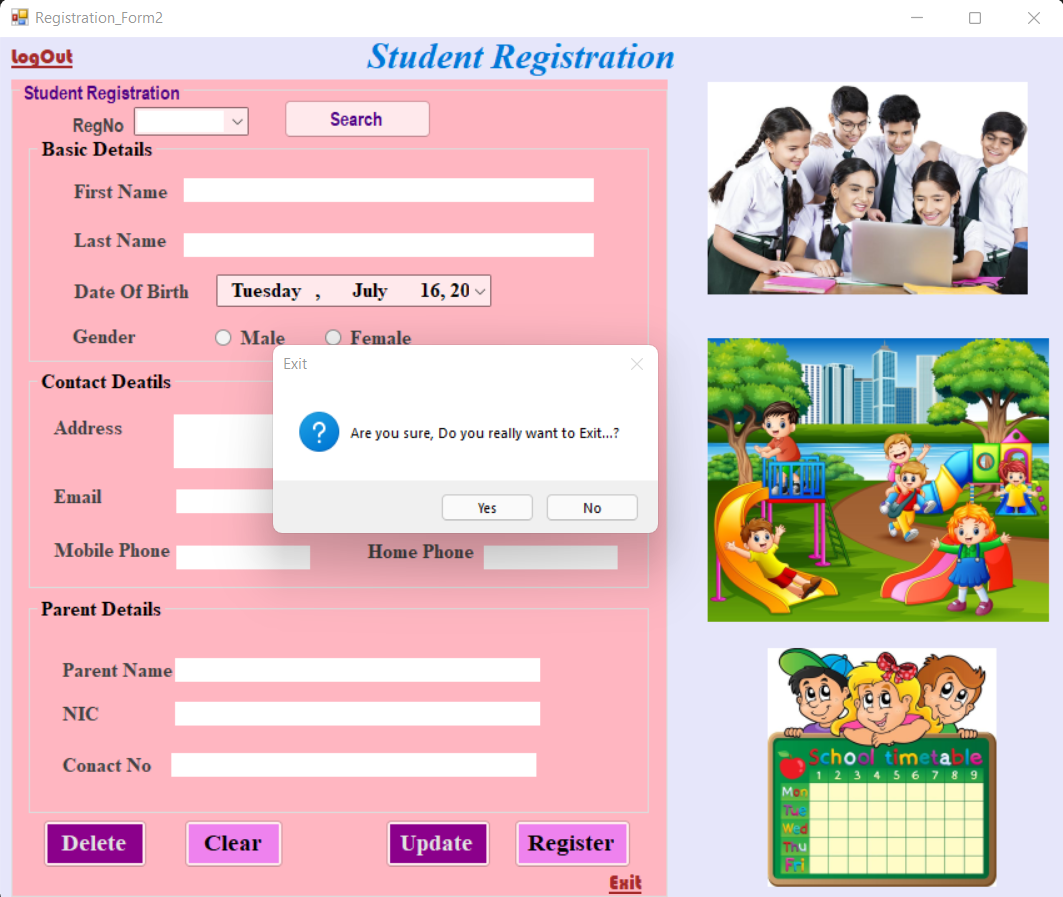 Registration_Form2
LogOut
Student Registration
Student Registration
RegNo
Search
Basic Details
First Name
Last Name
Date Of Birth
Tuesday , July 16, 20
Gender
Male
Female
Exit
Are you sure, Do you really want to Exit...?
Yes
No
Contact Deatils
Address
Email
Mobile Phone
Home Phone
Parent Details
Parent Name
NIC
Conact No
Delete
Clear
Update
Register
Exit
School timetable
1 2 3 4 5 6 7 8 9
Mon
Tue
Wed
Thu
Fri